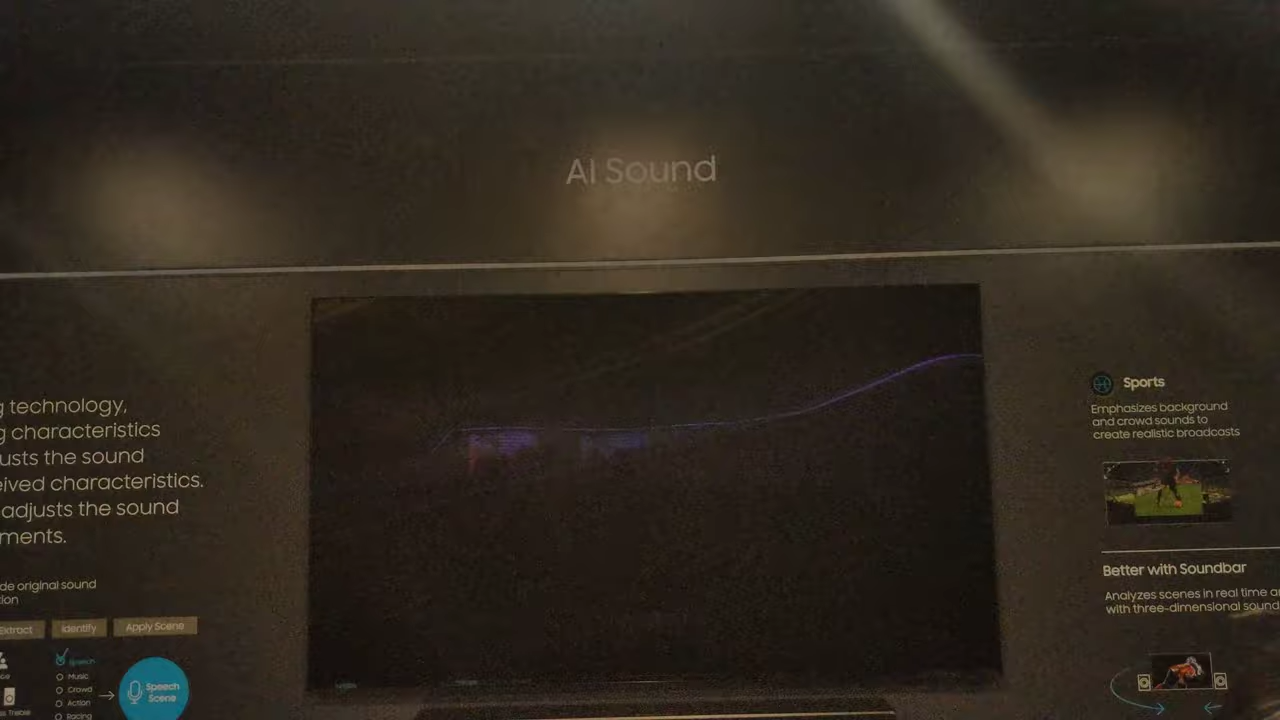 AI Sound
technology,
characteristics
usts the sound
eived characteristics.
adjusts the sound
ments.
de original sound
ion
Extract
Identify
Apply Scene
Speech
Music
Crowd
Action
Racing
Speech
Scene
Sports
Emphasizes background
and crowd sounds to
create realistic broadcasts
Better with Soundbar
Analyzes scenes in real time a
with three-dimensional sound